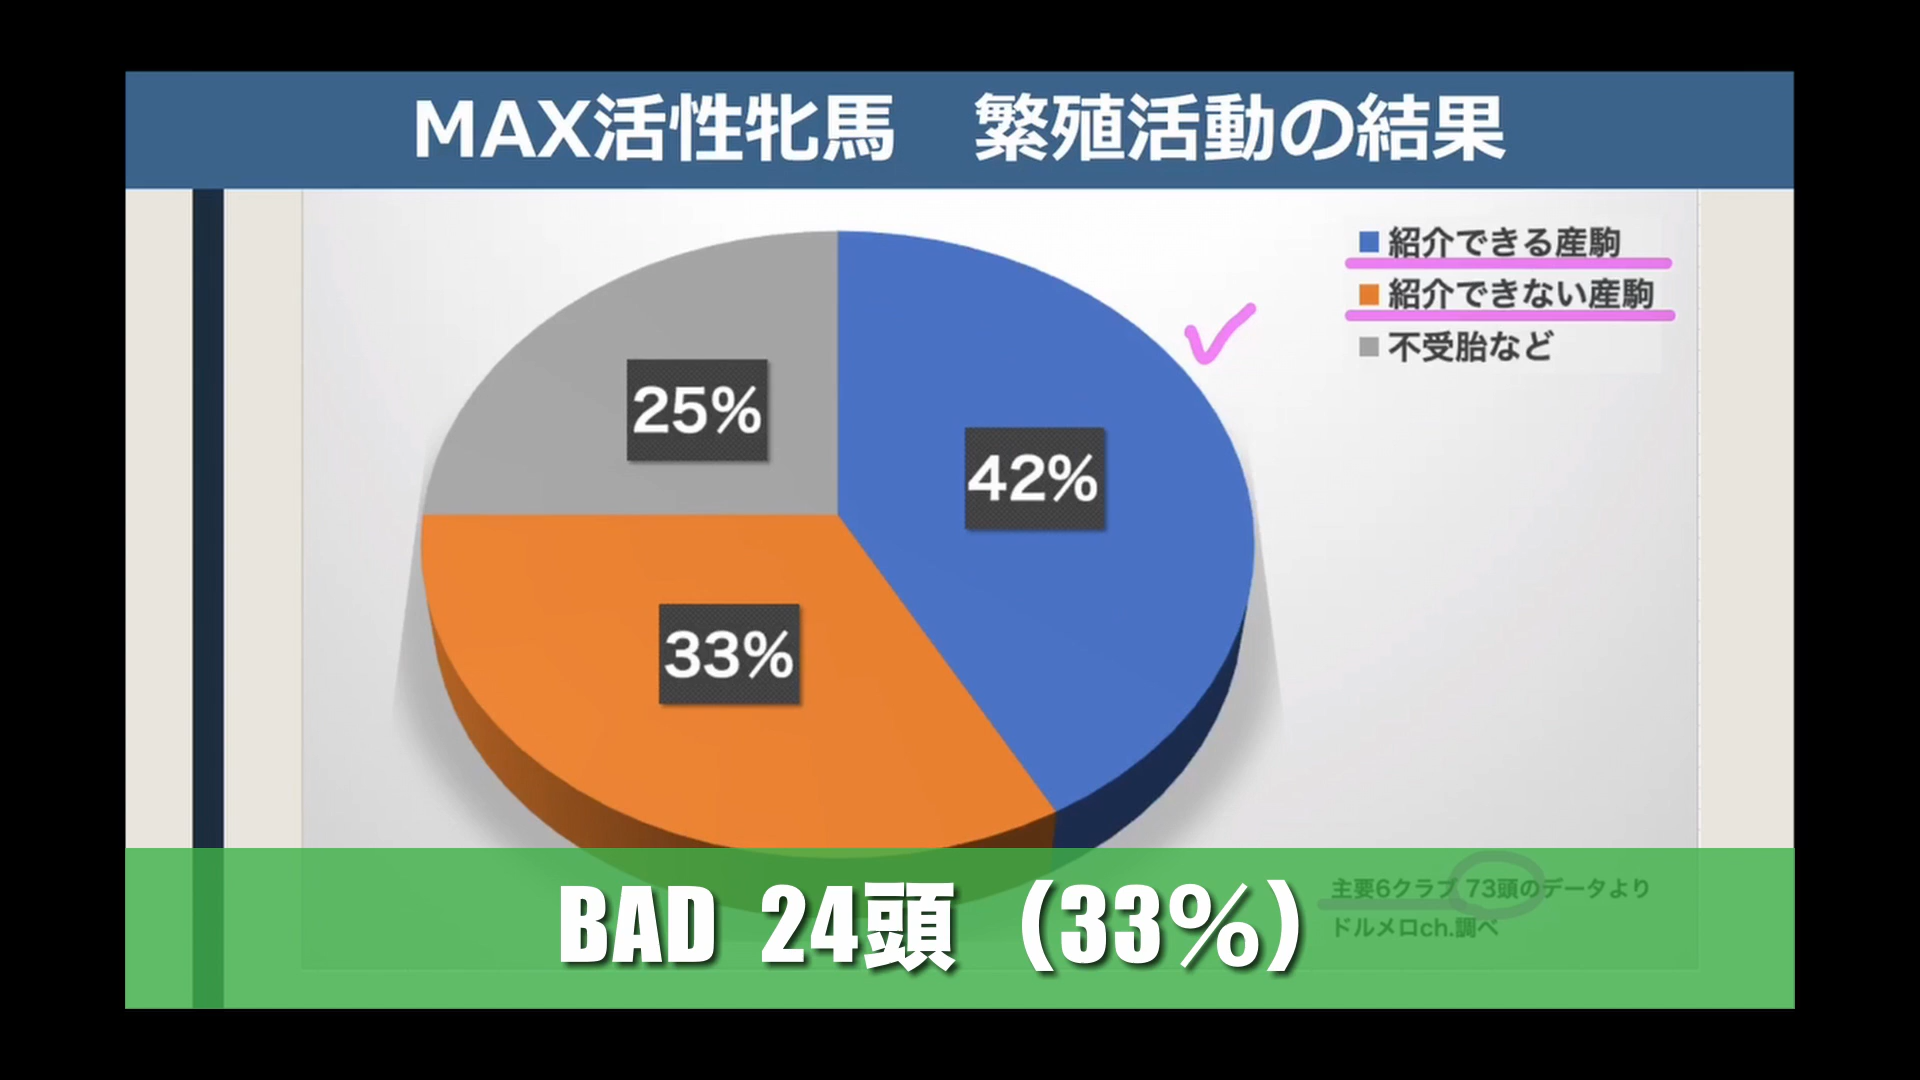 MAX活性牝馬　繁殖活動の結果
紹介できる産駒
紹介できない産駒
不受胎など
25%
42%
33%
主要6クラブ 73頭のデータより
ドルメロch.調べ
BAD 24頭（33%）